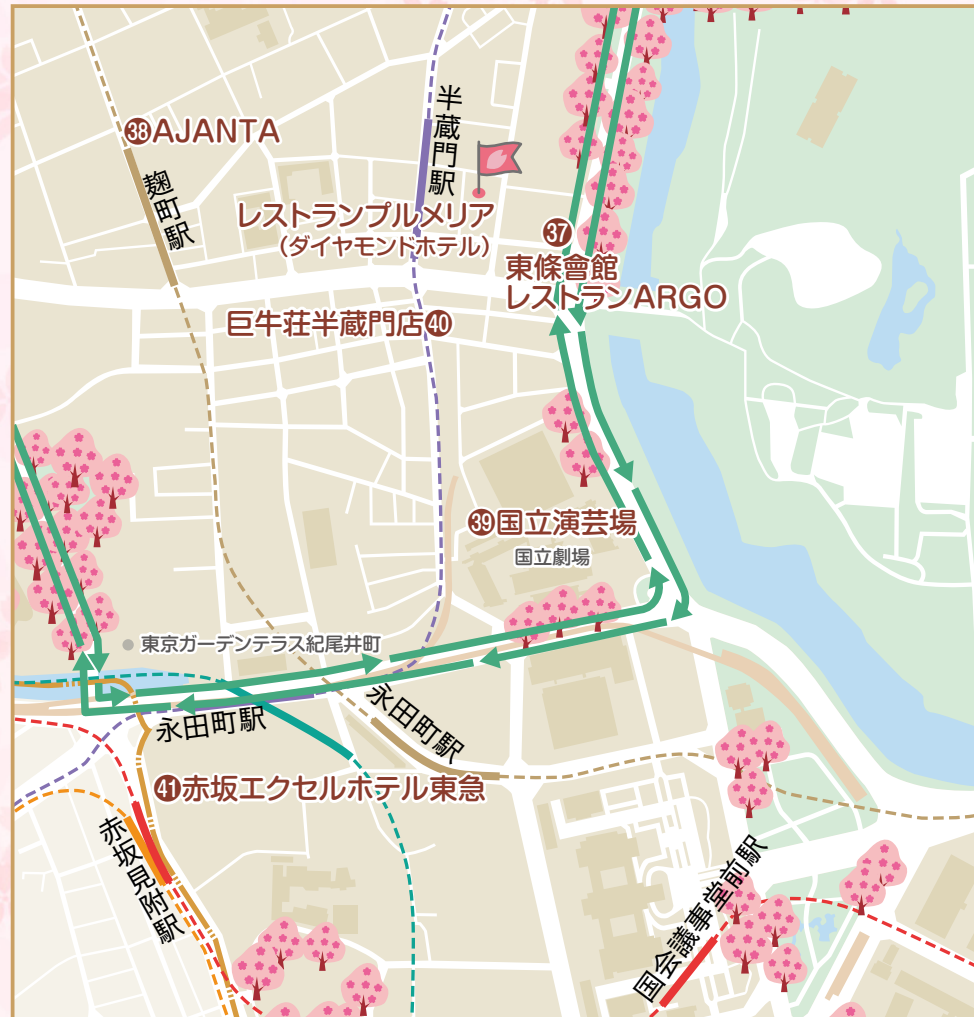 半蔵門駅
㊳AJANTA
麹町駅
レストランプルメリア
（ダイヤモンドホテル）
㊲
東條會館
レストランARGO
巨牛荘半蔵門店㊵
㊴国立演芸場
国立劇場
東京ガーデンテラス紀尾井町
永田町駅
永田町駅
㊶赤坂エクセルホテル東急
赤坂見附駅
国会議事堂前駅